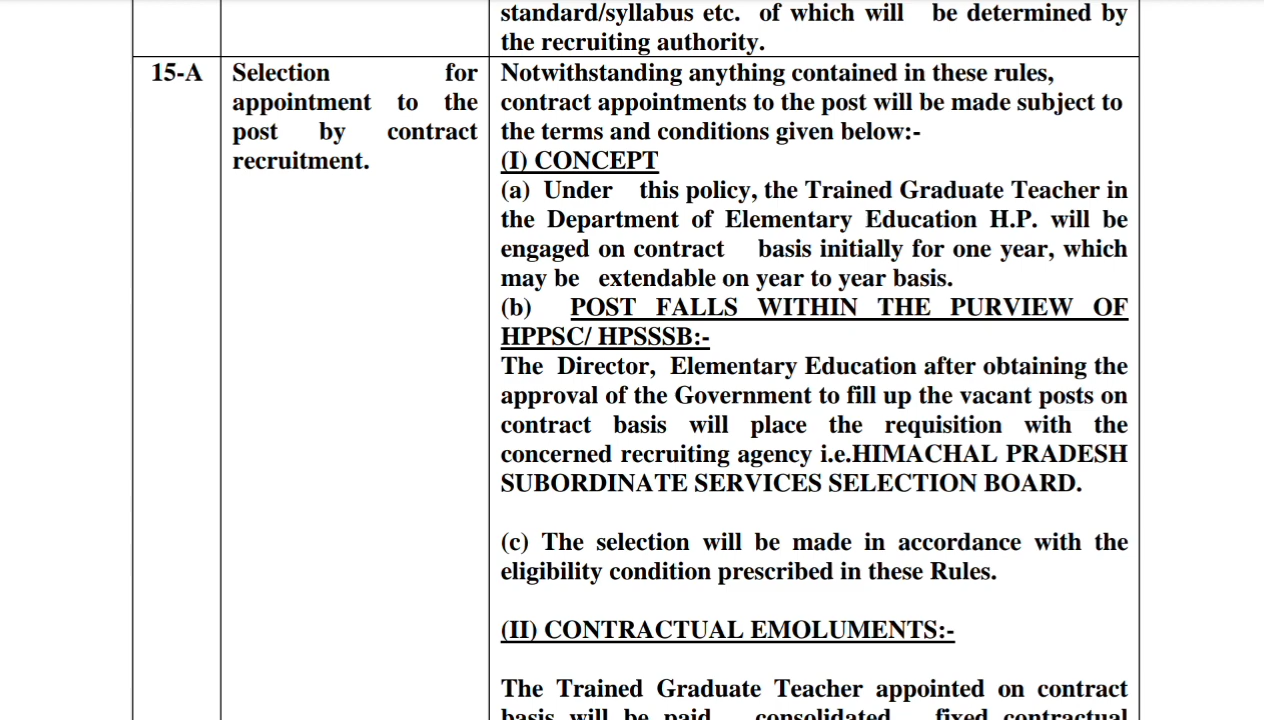 standard/syllabus etc. of which will be determined by
the recruiting authority.
15-A
Selection for
appointment to the
post by contract
recruitment.
Notwithstanding anything contained in these rules,
contract appointments to the post will be made subject to
the terms and conditions given below:-
(I) CONCEPT
(a) Under this policy, the Trained Graduate Teacher in
the Department of Elementary Education H.P. will be
engaged on contract basis initially for one year, which
may be extendable on year to year basis.
(b) POST FALLS WITHIN THE PURVIEW OF
HPPSC/ HPSSSB:-
The Director, Elementary Education after obtaining the
approval of the Government to fill up the vacant posts on
contract basis will place the requisition with the
concerned recruiting agency i.e.HIMACHAL PRADESH
SUBORDINATE SERVICES SELECTION BOARD.
(c) The selection will be made in accordance with the
eligibility condition prescribed in these Rules.
(II) CONTRACTUAL EMOLUMENTS:-
The Trained Graduate Teacher appointed on contract
basis will be paid consolidated fixed contractual